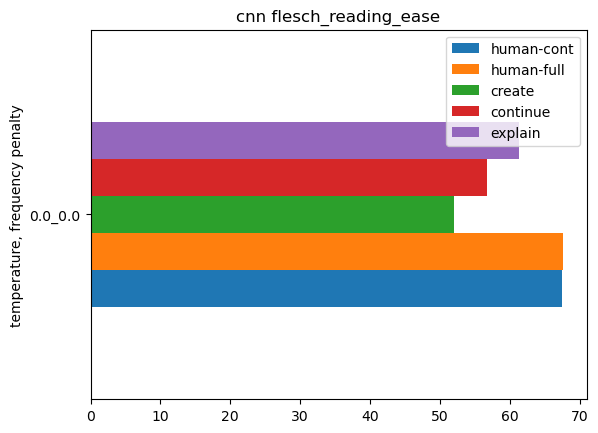 cnn flesch_reading_ease
human-cont
human-full
create
continue
explain
temperature, frequency penalty
0.0_0.0
0 10 20 30 40 50 60 70